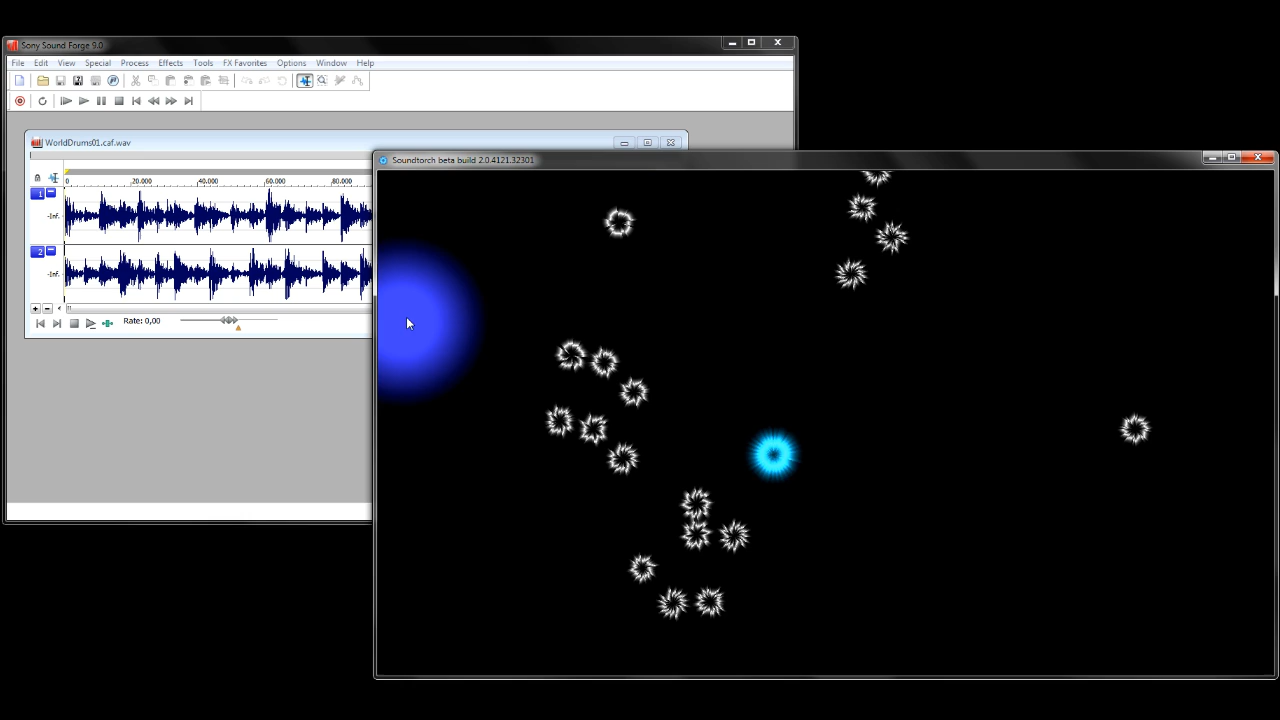 Sony Sound Forge 9.0
File Edit View Special Process Effects Tools FX Favorites Options Window Help
WorldDrums01.caf.wav
Soundtorch beta build 2.0.4121.32301
0 20.000 40.000 60.000 80.000
1
-Inf.
2
-Inf.
Rate: 0,00